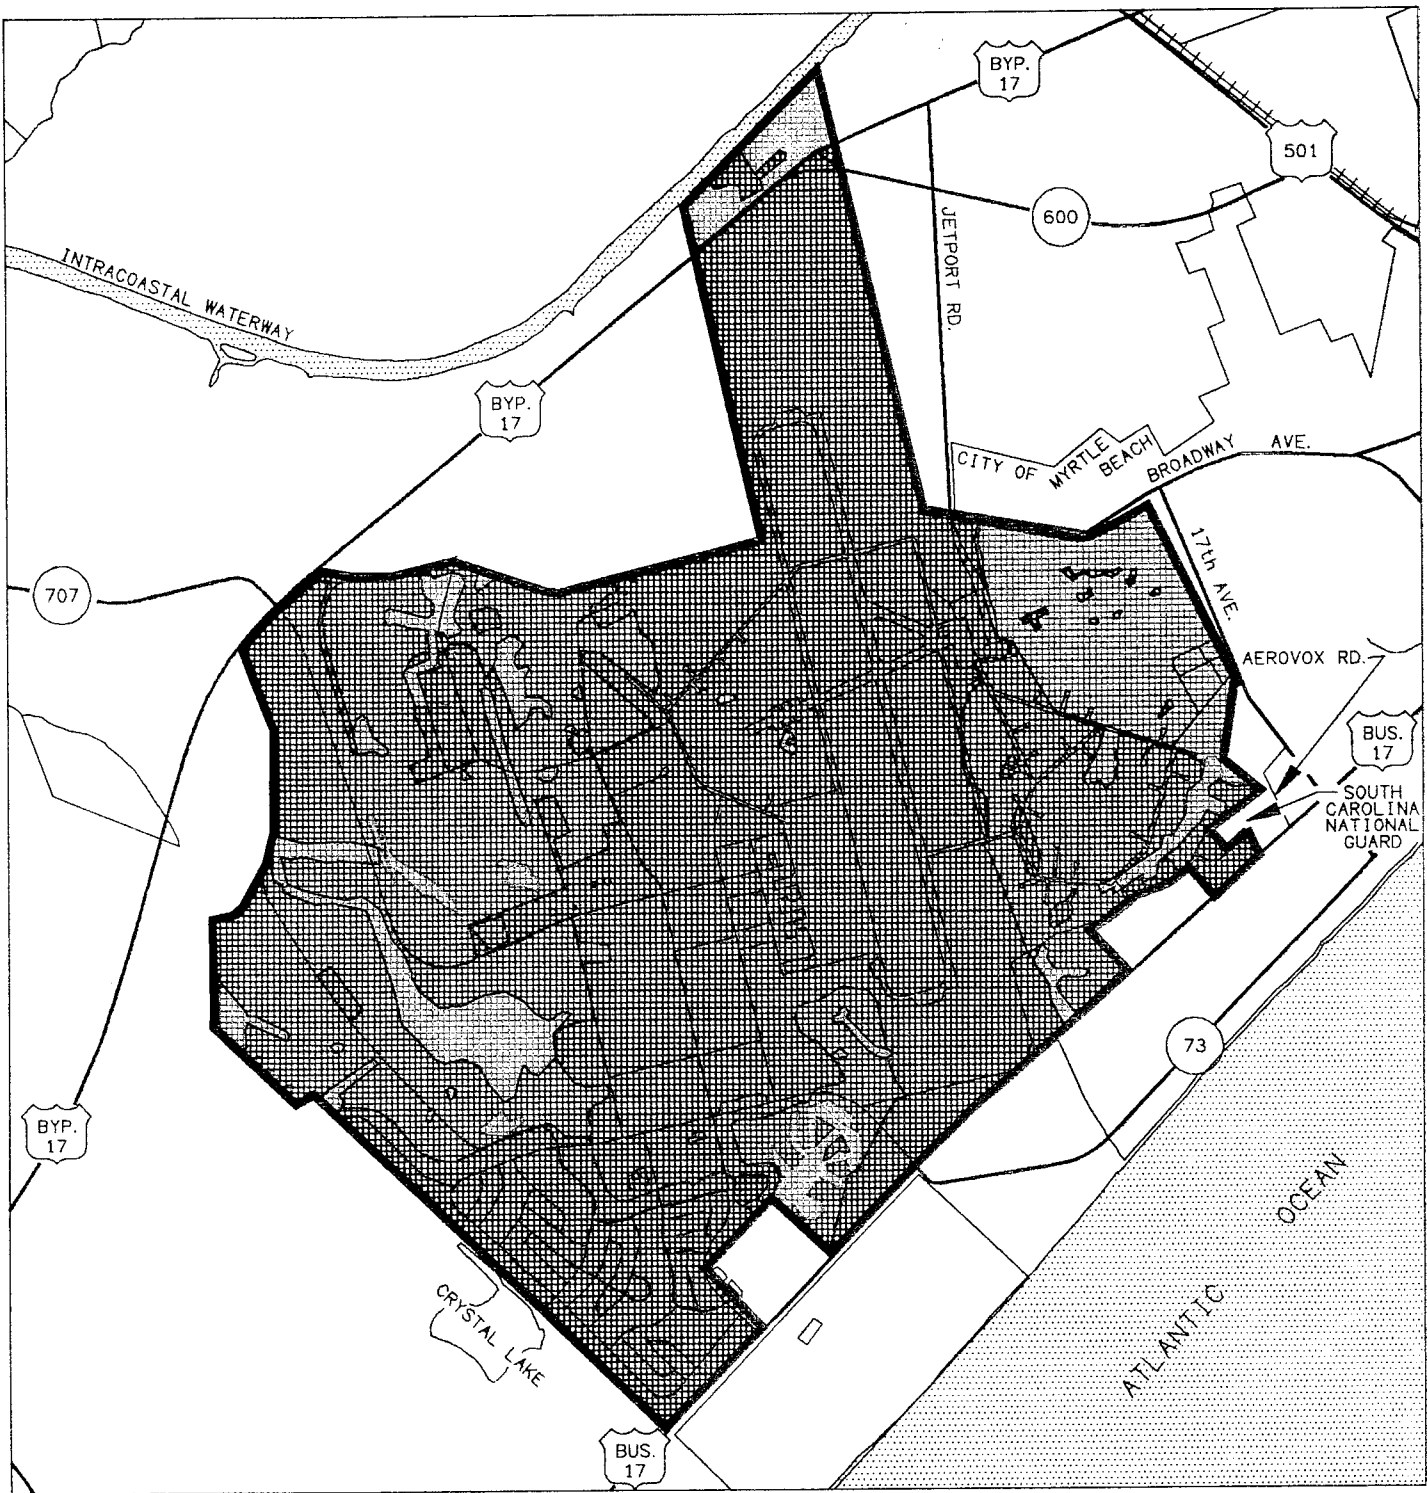 BYP.
17
501
600
JETPORT RD.
INTRACOASTAL WATERWAY
BYP.
17
CITY OF MYRTLE BEACH
BROADWAY AVE.
17th AVE.
707
AEROVOX RD.
BUS.
17
SOUTH
CAROLINA
NATIONAL
GUARD
73
BYP.
17
OCEAN
ATLANTIC
CRYSTAL LAKE
BUS.
17